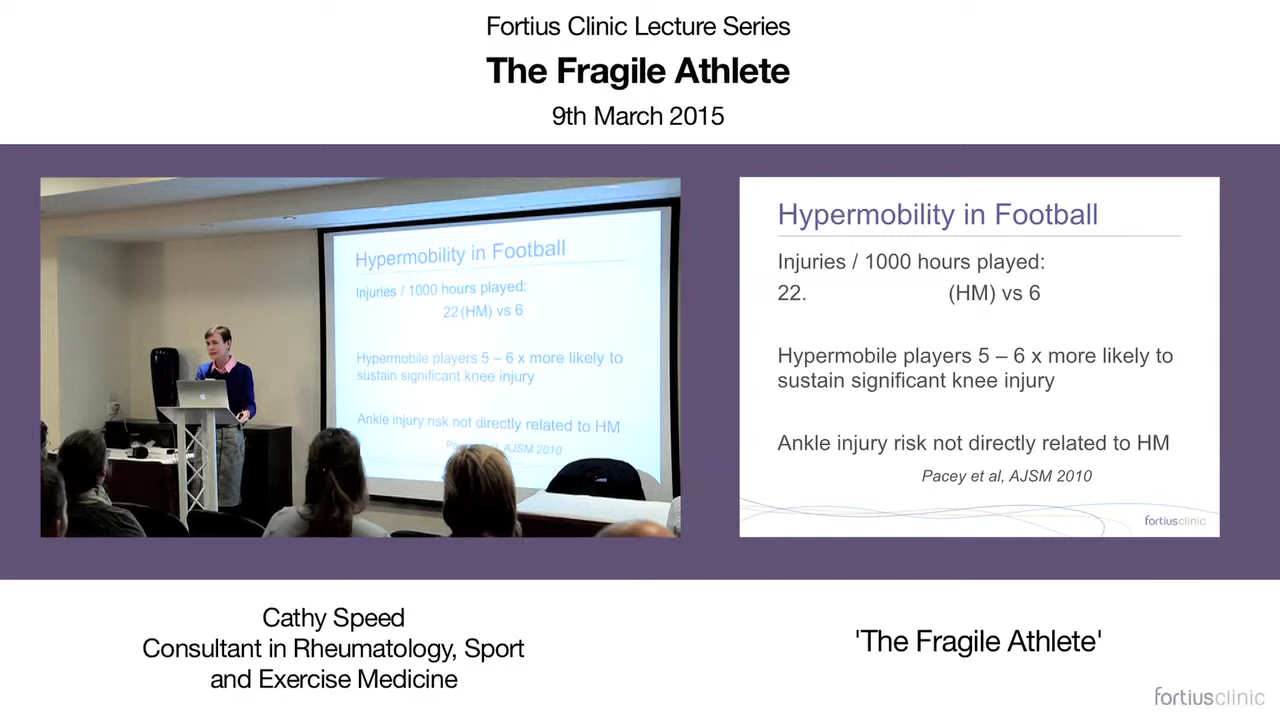 Fortius Clinic Lecture Series
The Fragile Athlete
9th March 2015
Hypermobility in Football
Injuries / 1000 hours played:
22 (HM) vs 6
Hypermobile players 5 – 6 x more likely to
sustain significant knee injury
Ankle injury risk not directly related to HM
AJSM 2010
Hypermobility in Football
Injuries / 1000 hours played:
22. (HM) vs 6
Hypermobile players 5 – 6 x more likely to
sustain significant knee injury
Ankle injury risk not directly related to HM
Pacey et al, AJSM 2010
fortiusclinic
Cathy Speed
Consultant in Rheumatology, Sport
and Exercise Medicine
'The Fragile Athlete'
fortiusclinic